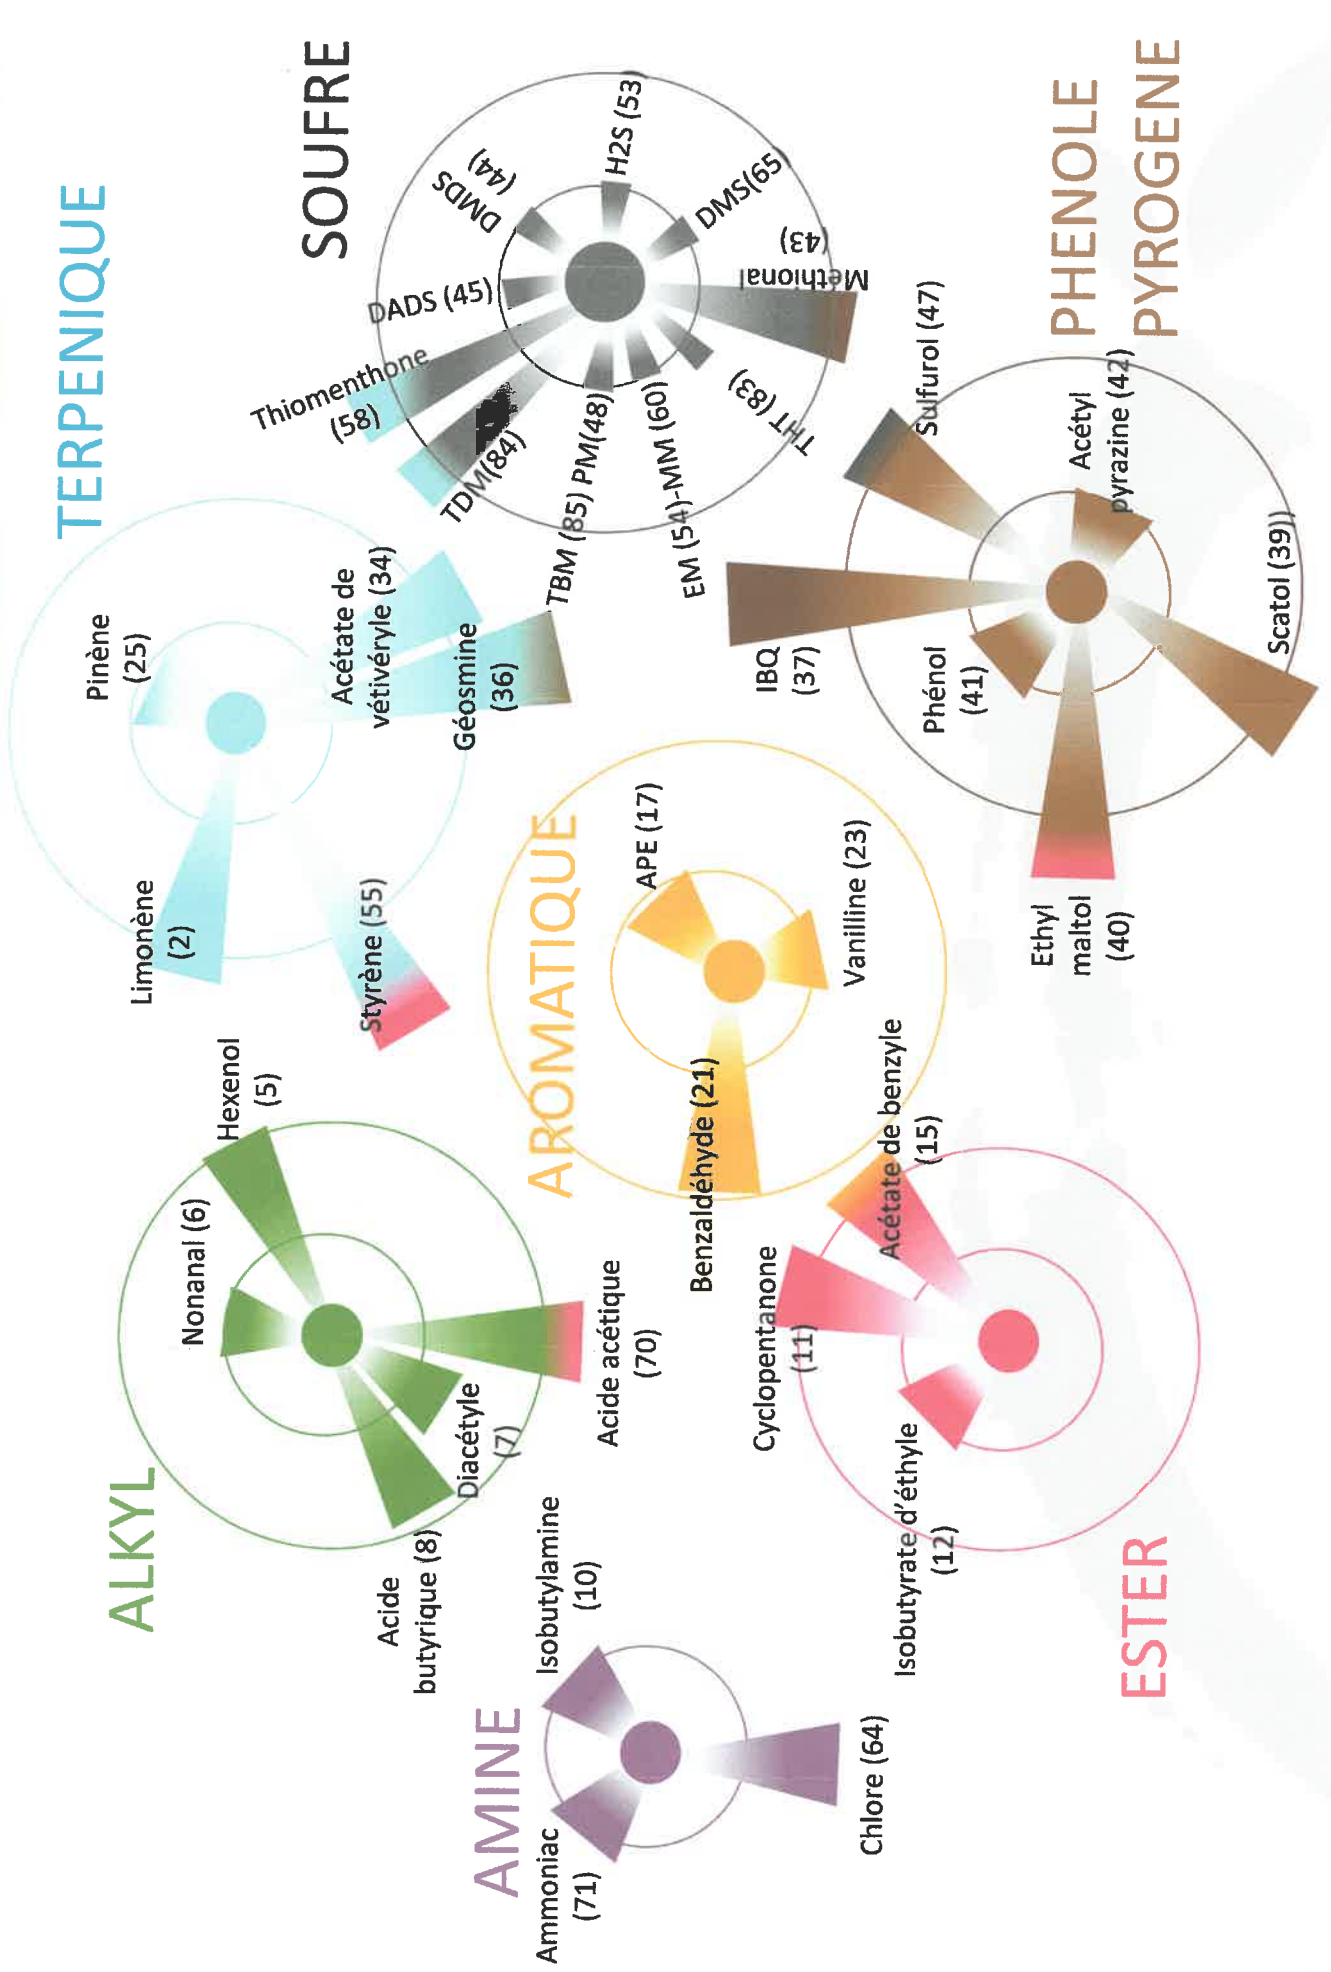 TERPENIQUE
Pinène
(25)
Limonène
(2)
Styrène (55)
Acétate de
vétivéryle (34)
Géosmine
(36)
SOUFRE
DMDS
(44)
H2S (53)
DMS(65)
Méthional
(43)
THT (83)
EM (54)-MM (60)
TBM (85) PM(48)
TDM(84)
Thiomenthone
(58)
DADS (45)
ALKYL
Hexenol
(5)
Nonanal (6)
Acide acétique
(70)
Diacétyle
(7)
Acide
butyrique (8)
AROMATIQUE
APE (17)
Vanilline (23)
Benzaldéhyde (21)
PHENOLE
PYROGENE
Sulfurol (47)
Acétyl
pyrazine (42)
Scatol (39))
Ethyl
maltol
(40)
Phénol
(41)
IBQ
(37)
AMINE
Isobutylamine
(10)
Ammoniac
(71)
Chlore (64)
ESTER
Cyclopentanone
(11)
Acétate de benzyle
(15)
Isobutyrate d'éthyle
(12)